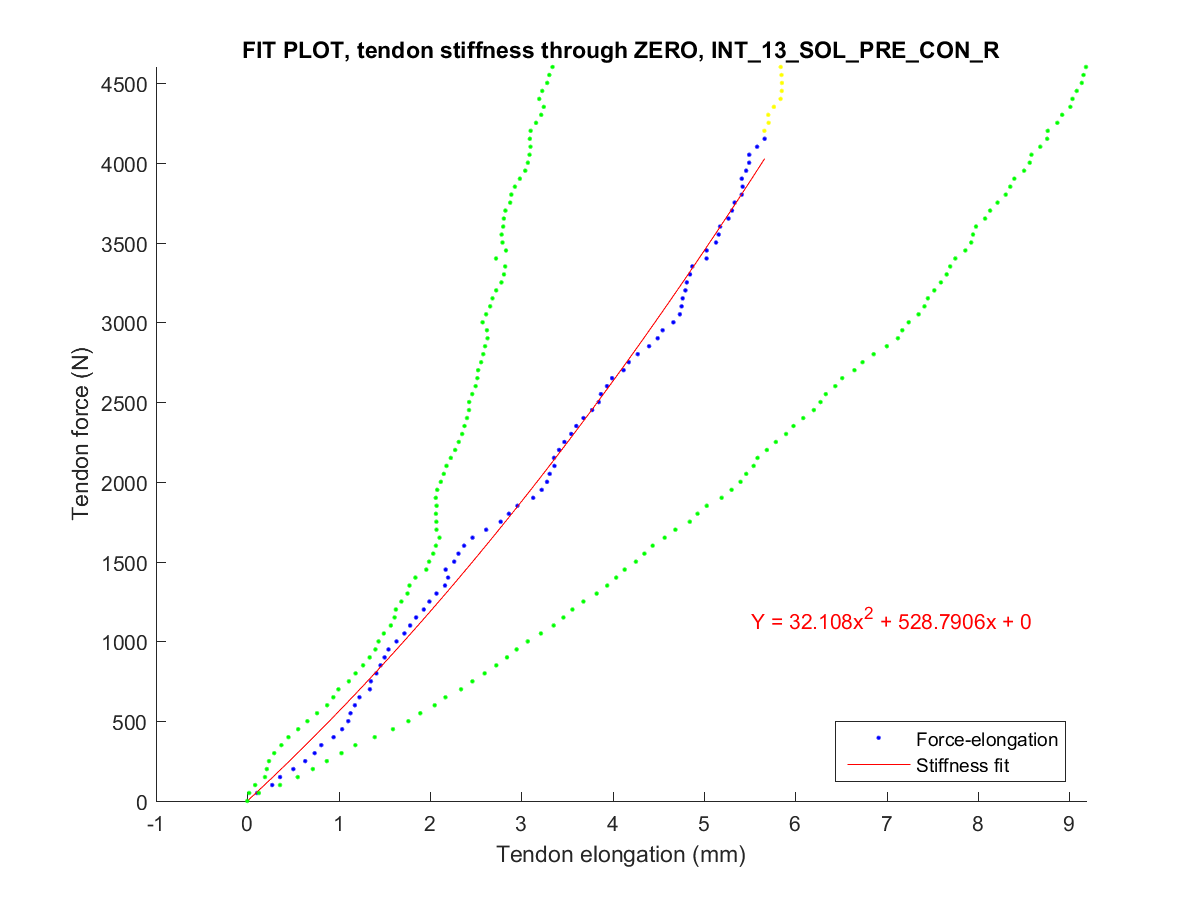 FIT PLOT, tendon stiffness through ZERO, INT_13_SOL_PRE_CON_R
4500
4000
3500
3000
2500
2000
1500
1000
500
0
Tendon force (N)
Y = 32.108x² + 528.7906x + 0
Force-elongation
Stiffness fit
-1 0 1 2 3 4 5 6 7 8 9
Tendon elongation (mm)